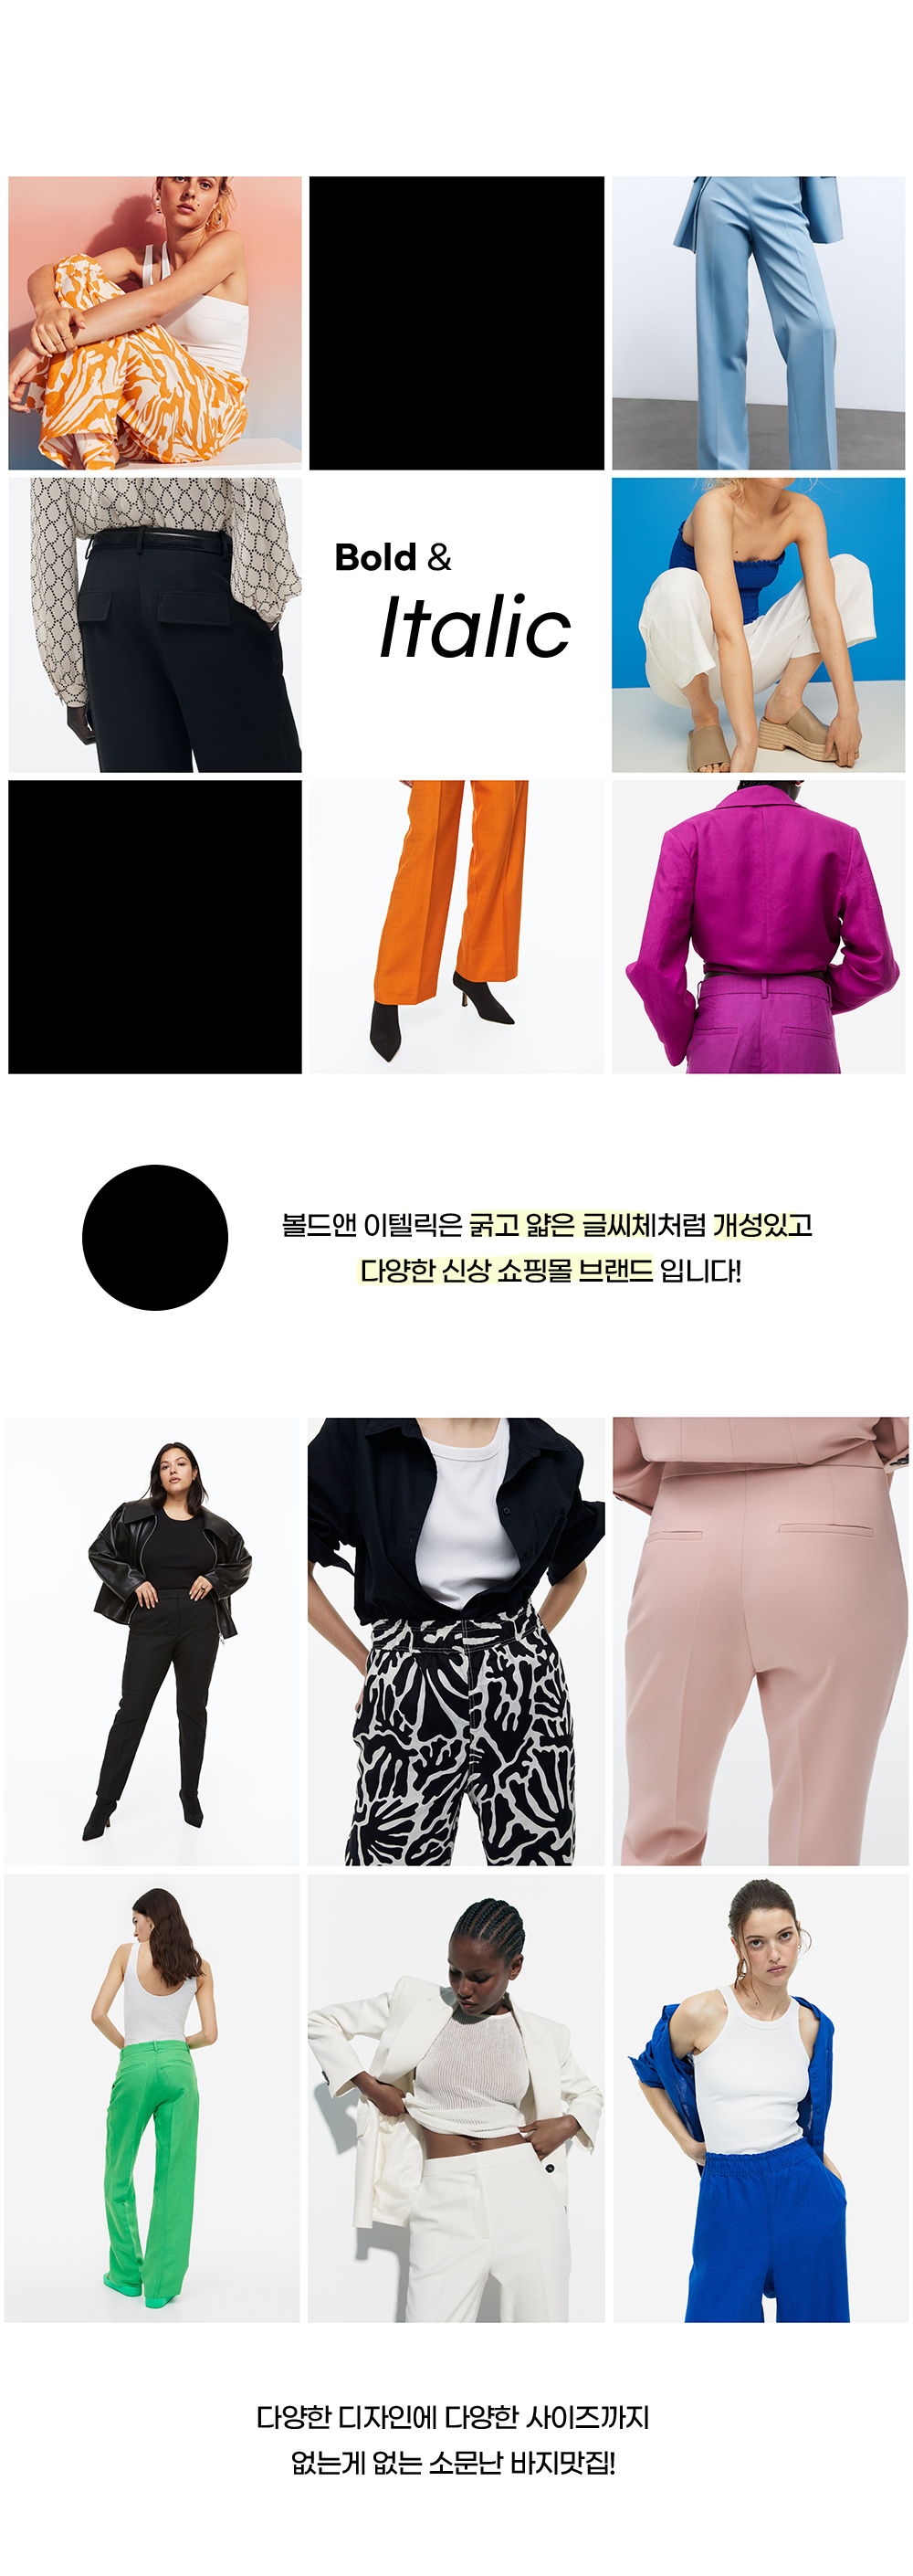 Bold &
Italic
볼드앤 이텔릭은 굵고 얇은 글씨체처럼 개성있고
다양한 신상 쇼핑몰 브랜드 입니다!
다양한 디자인에 다양한 사이즈까지
없는게 없는 소문난 바지맛집!